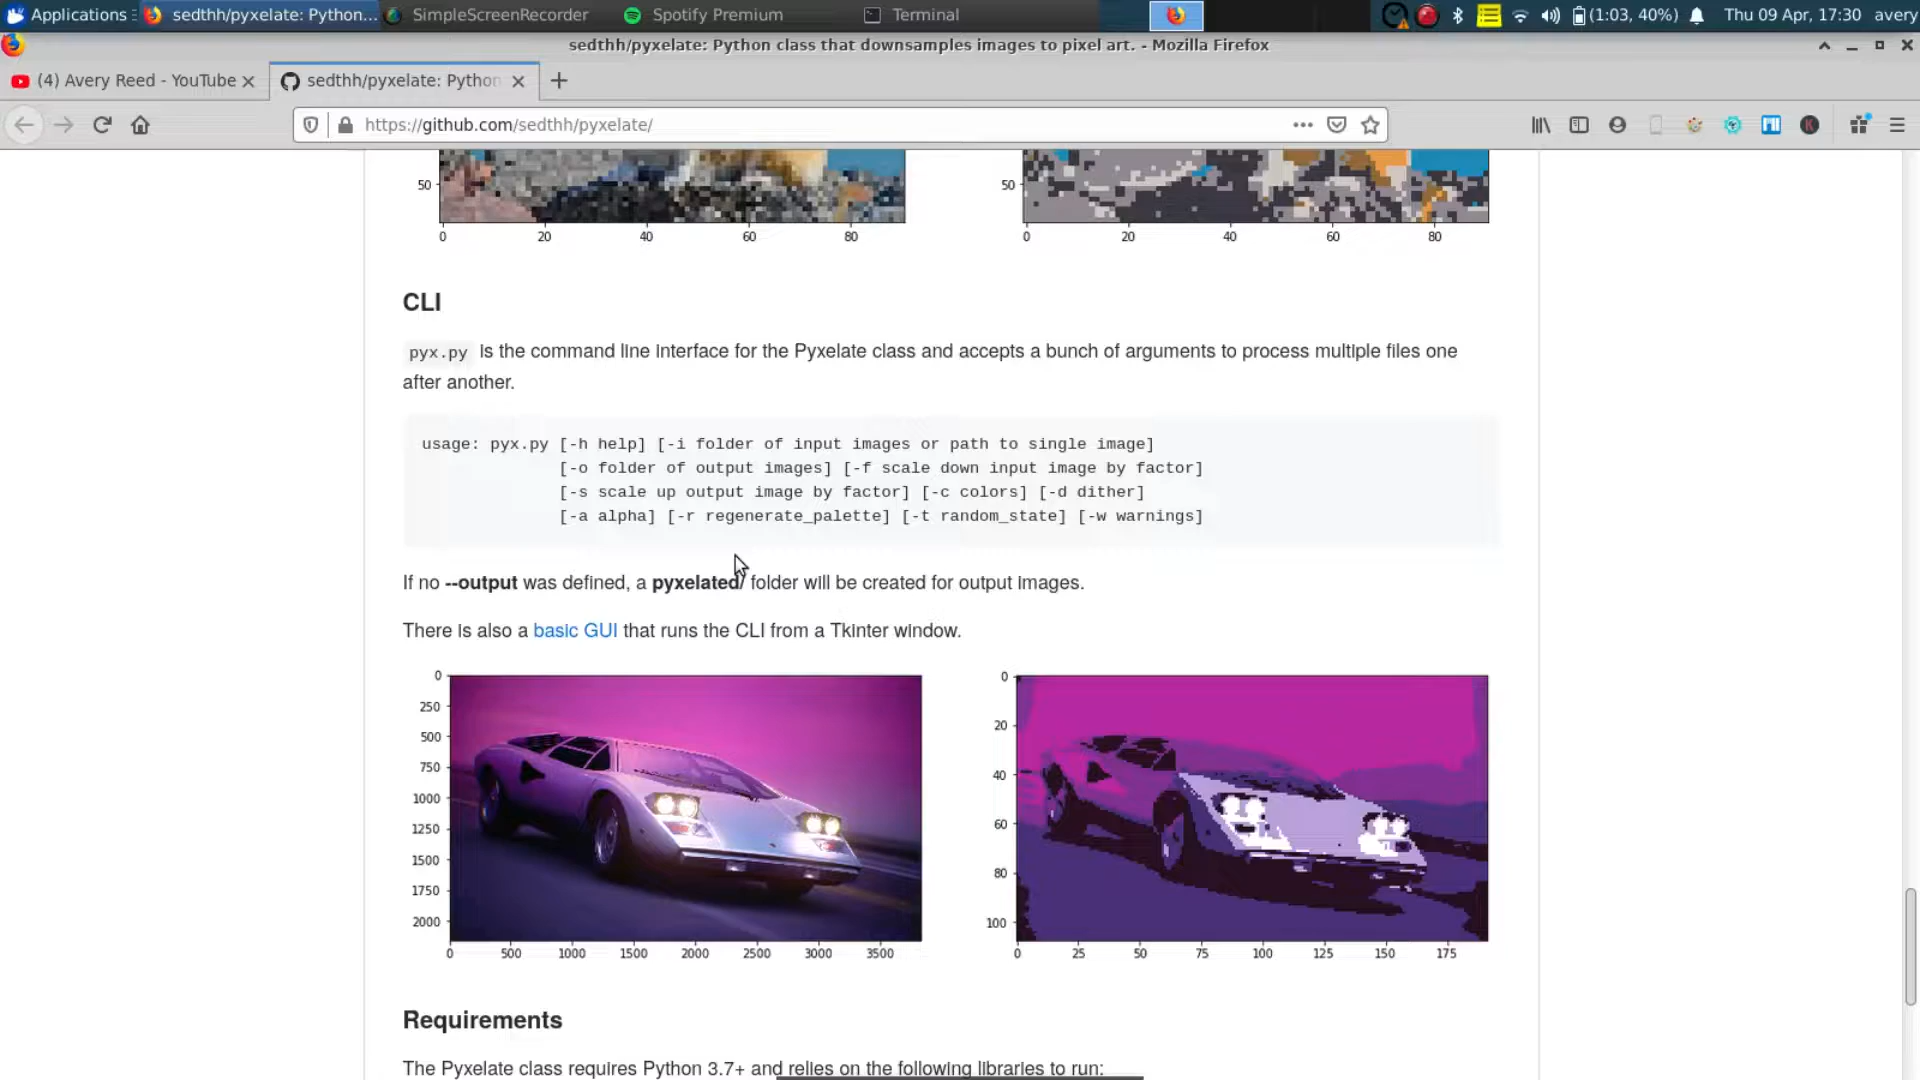 Applications
sedthh/pyxelate: Python...
SimpleScreenRecorder
Spotify Premium
Terminal
(1:03, 40%)
Thu 09 Apr, 17:30
avery
sedthh/pyxelate: Python class that downsamples images to pixel art. - Mozilla Firefox
(4) Avery Reed - YouTube
sedthh/pyxelate: Python
https://github.com/sedthh/pyxelate/
50
0 20 40 60 80
50
0 20 40 60 80
CLI
pyx.py is the command line interface for the Pyxelate class and accepts a bunch of arguments to process multiple files one
after another.
usage: pyx.py [-h help] [-i folder of input images or path to single image]
[-o folder of output images] [-f scale down input image by factor]
[-s scale up output image by factor] [-c colors] [-d dither]
[-a alpha] [-r regenerate_palette] [-t random_state] [-w warnings]
If no --output was defined, a pyxelated/ folder will be created for output images.
There is also a basic GUI that runs the CLI from a Tkinter window.
0
250
500
750
1000
1250
1500
1750
2000
0 500 1000 1500 2000 2500 3000 3500
0
20
40
60
80
100
0 25 50 75 100 125 150 175
Requirements
The Pyxelate class requires Python 3.7+ and relies on the following libraries to run: